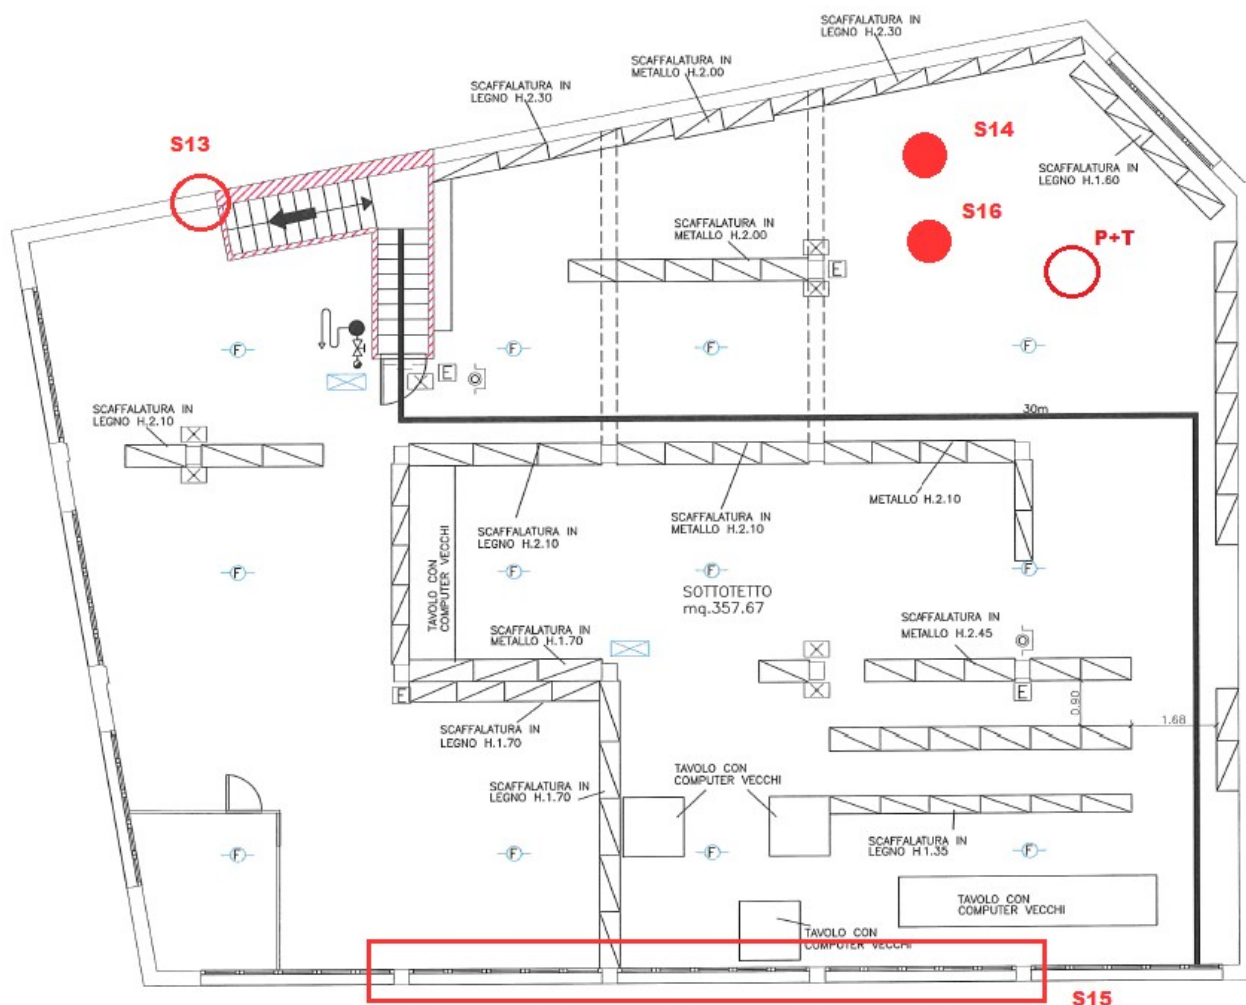 SCAFFALATURA IN
LEGNO H.2.30
SCAFFALATURA IN
METALLO H.2.00
SCAFFALATURA IN
LEGNO H.2.30
S13
S14
SCAFFALATURA IN
LEGNO H.1.60
S16
P+T
SCAFFALATURA IN
METALLO H.2.00
E
F
F
F
F
E
SCAFFALATURA IN
LEGNO H.2.10
30m
SCAFFALATURA IN
LEGNO H.2.10
SCAFFALATURA IN
METALLO H.2.10
METALLO H.2.10
TAVOLO CON
COMPUTER VECCHI
F
F
F
F
SOTTOTETTO
mq.357.67
SCAFFALATURA IN
METALLO H.1.70
SCAFFALATURA IN
METALLO H.2.45
E
E
0.90
1.68
SCAFFALATURA IN
LEGNO H.1.70
SCAFFALATURA IN
LEGNO H.1.70
TAVOLO CON
COMPUTER VECCHI
SCAFFALATURA IN
LEGNO H 1.35
F
F
F
F
TAVOLO CON
COMPUTER VECCHI
TAVOLO CON
COMPUTER VECCHI
S15